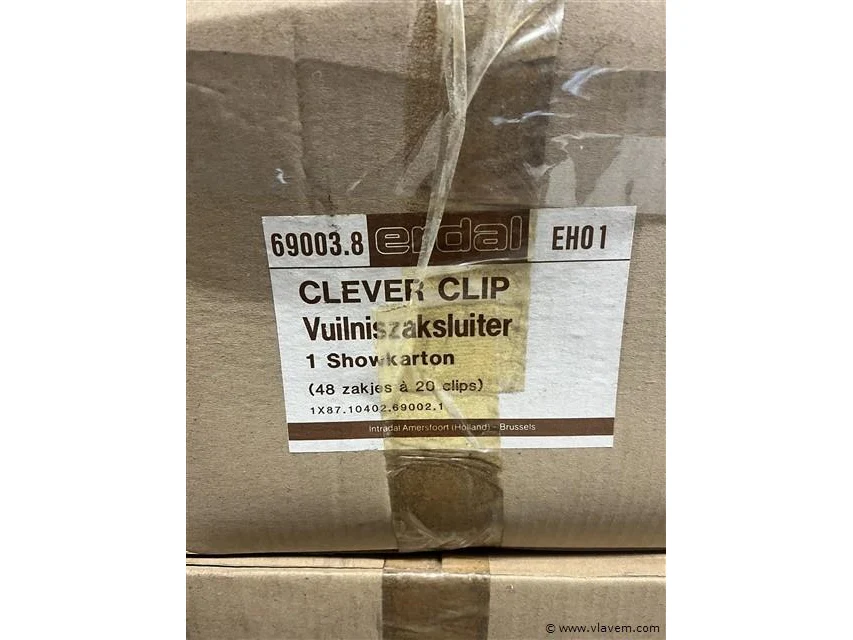 69003.8 erdal EH01
CLEVER CLIP
Vuilniszaksluiter
1 Showkarton
(48 zakjes à 20 clips)
1X87.10402.69002.1
Intradal Amersfoort (Holland) - Brussels
© www.vlavem.com